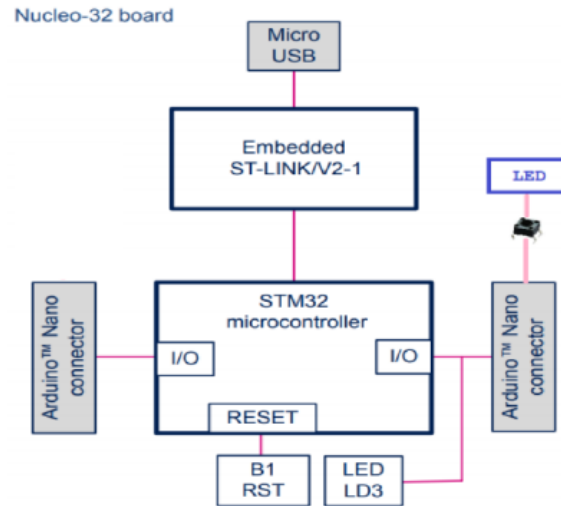 Nucleo-32 board
Micro
USB
Embedded
ST-LINK/V2-1
LED
STM32
microcontroller
Arduino™ Nano
connector
I/O
I/O
Arduino™ Nano
connector
RESET
B1
RST
LED
LD3